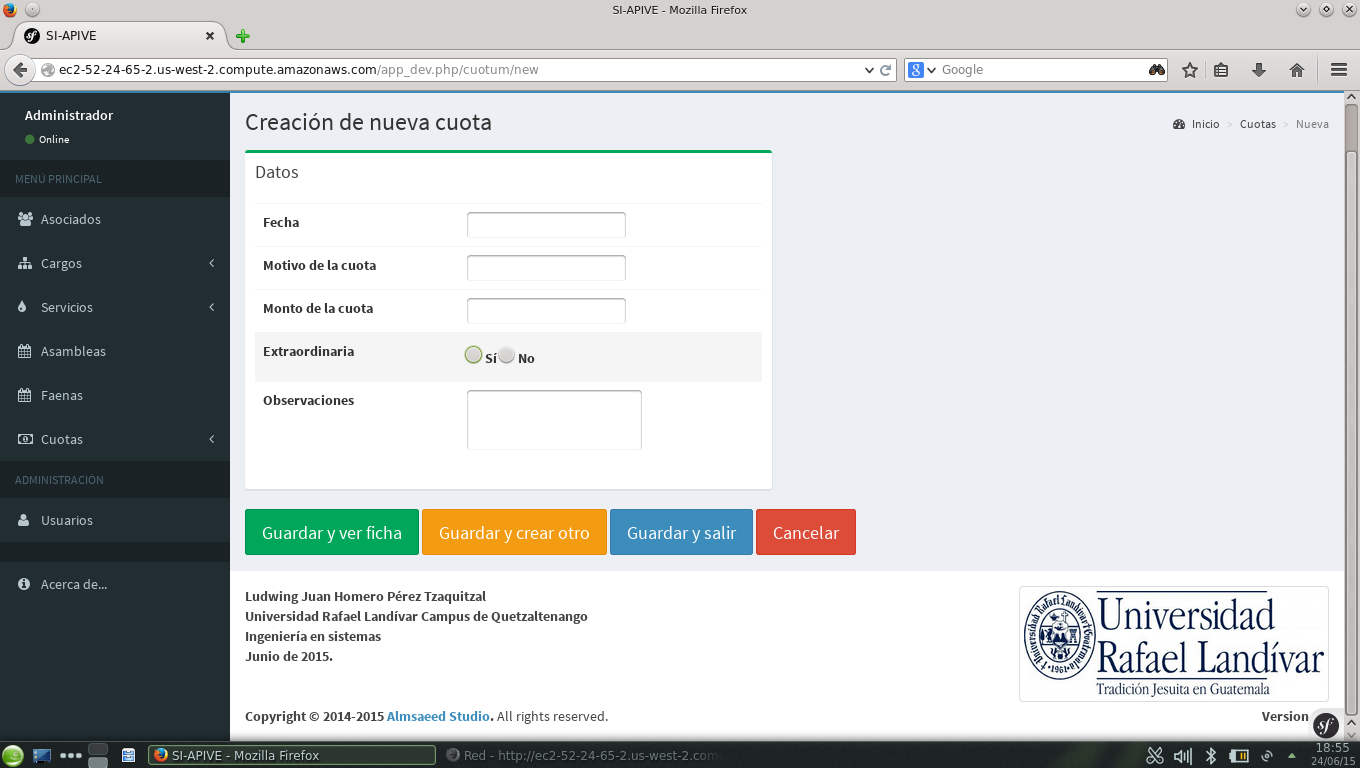 SI-APIVE - Mozilla Firefox
SI-APIVE
ec2-52-24-65-2.us-west-2.compute.amazonaws.com/app_dev.php/cuotum/new
Google
Administrador
Online
MENÚ PRINCIPAL
Asociados
Cargos
Servicios
Asambleas
Faenas
Cuotas
ADMINISTRACIÓN
Usuarios
Acerca de...
Creación de nueva cuota
Inicio > Cuotas > Nueva
Datos
Fecha
Motivo de la cuota
Monto de la cuota
Extraordinaria
Sí No
Observaciones
Guardar y ver ficha
Guardar y crear otro
Guardar y salir
Cancelar
Ludwing Juan Homero Pérez Tzaquitzal
Universidad Rafael Landívar Campus de Quetzaltenango
Ingeniería en sistemas
Junio de 2015.
Universidad
Rafael Landívar
Tradición Jesuita en Guatemala
Copyright © 2014-2015 Almsaeed Studio. All rights reserved.
Version
SI-APIVE - Mozilla Firefox
Red - http://ec2-52-24-65-2.us-west-2.com
18:55
24/06/15